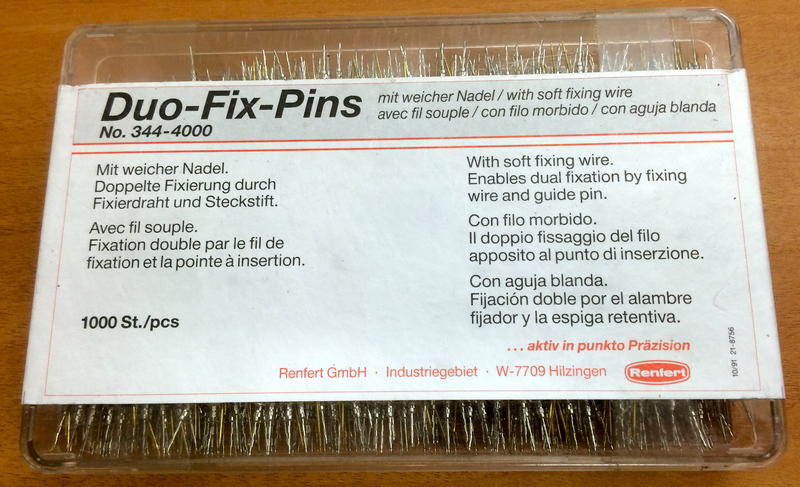 Duo-Fix-Pins
No. 344-4000
mit weicher Nadel / with soft fixing wire
avec fil souple / con filo morbido / con aguja blanda
Mit weicher Nadel.
Doppelte Fixierung durch
Fixierdraht und Steckstift.
Avec fil souple.
Fixation double par le fil de
fixation et la pointe à insertion.
1000 St./pcs
With soft fixing wire.
Enables dual fixation by fixing
wire and guide pin.
Con filo morbido.
Il doppio fissaggio del filo
apposito al punto di inserzione.
Con aguja blanda.
Fijación doble por el alambre
fijador y la espiga retentiva.
... aktiv in punkto Präzision
Renfert GmbH · Industriegebiet · W-7709 Hilzingen
Renfert
10/91 21-8756